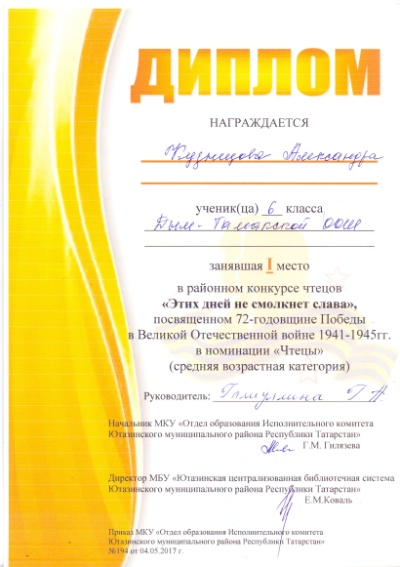 ДИПЛОМ
НАГРАЖДАЕТСЯ
Кузнецова Александра
ученик(ца) 6 класса
Дым-Тамакской ООШ
занявшая I место
в районном конкурсе чтецов
«Этих дней не смолкнет слава»,
посвященном 72-годовщине Победы
в Великой Отечественной войне 1941-1945гг.
в номинации «Чтецы»
(средняя возрастная категория)
Руководитель:
Начальник МКУ «Отдел образования Исполнительного комитета
Ютазинского муниципального района Республики Татарстан»
Г.М. Гилязева
Директор МБУ «Ютазинская централизованная библиотечная система
Ютазинского муниципального района Республики Татарстан»
Е.М.Коваль
Приказ МКУ «Отдел образования Исполнительного комитета
Ютазинского муниципального района Республики Татарстан»
№194 от 04.05.2017 г.